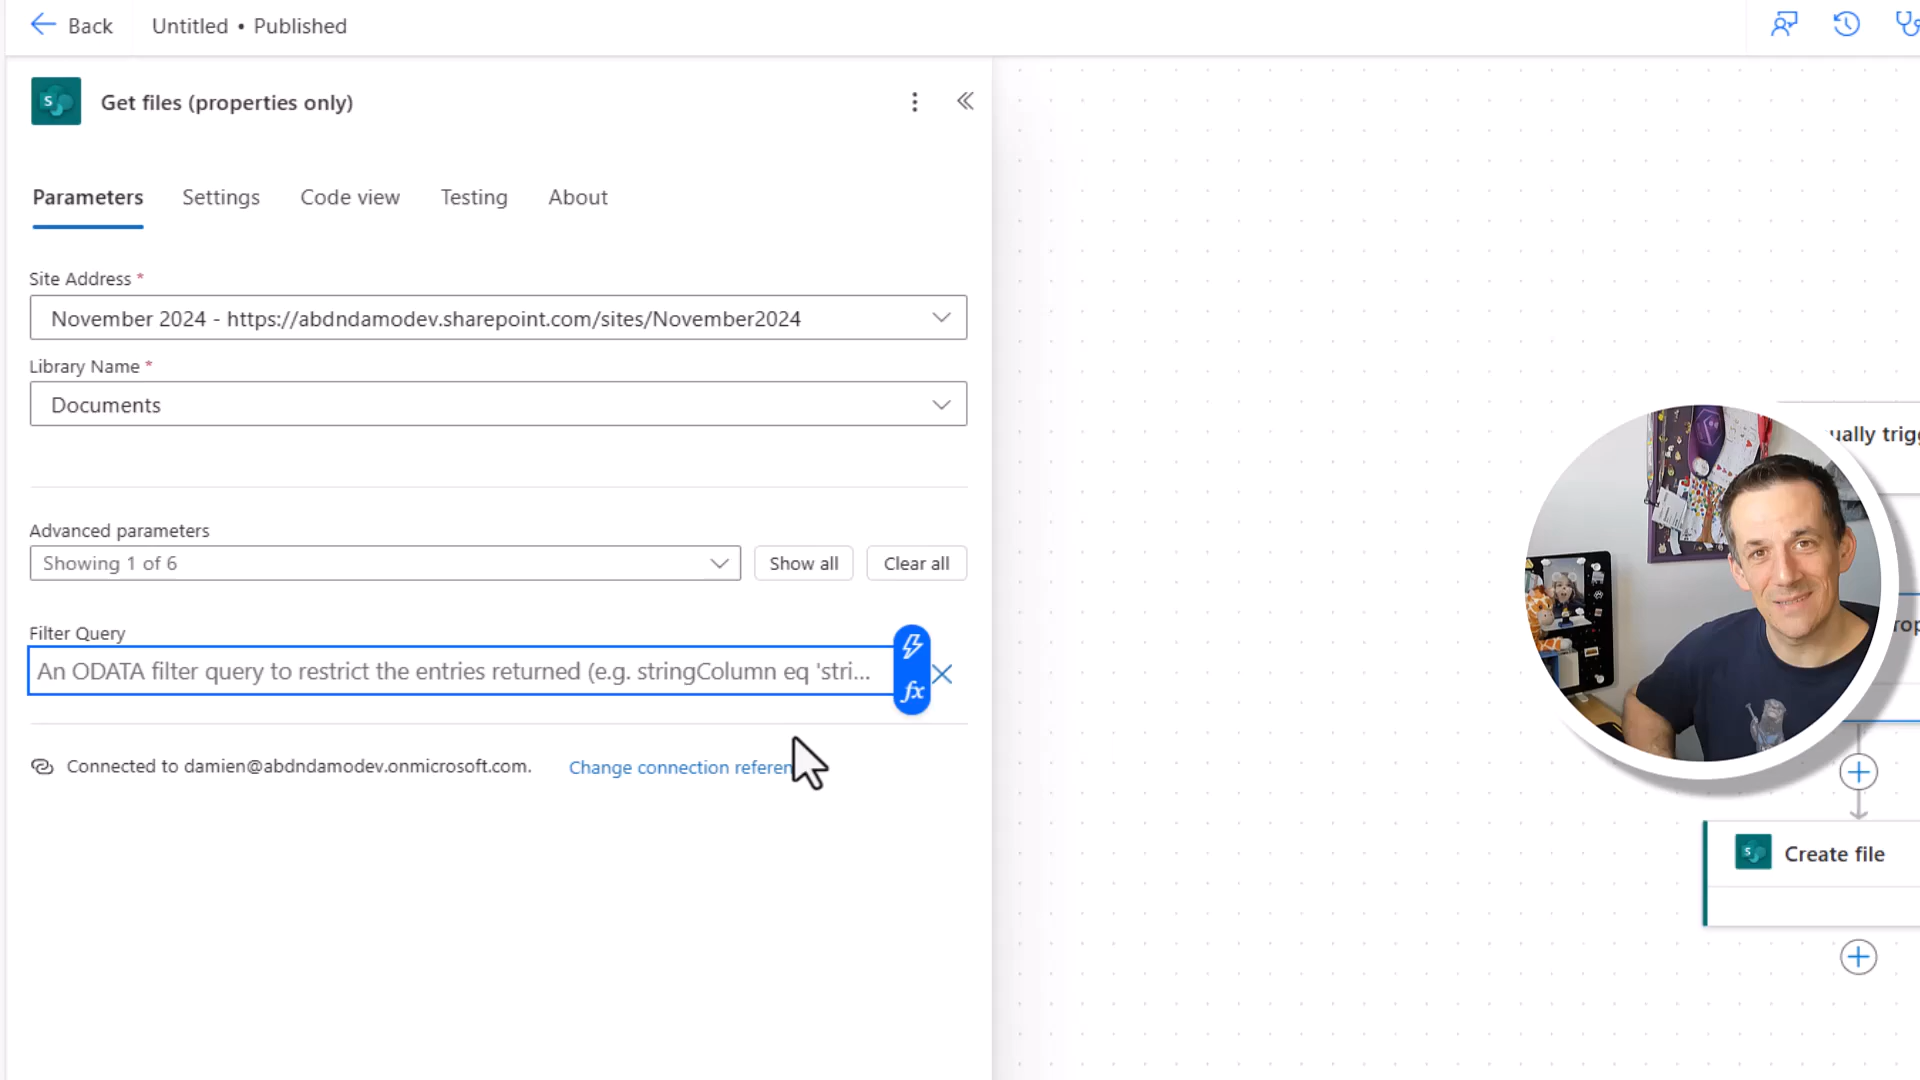 Back
Untitled • Published
Get files (properties only)
Parameters
Settings
Code view
Testing
About
Site Address *
November 2024 - https://abdndamodev.sharepoint.com/sites/November2024
Library Name *
Documents
Advanced parameters
Showing 1 of 6
Show all
Clear all
Filter Query
An ODATA filter query to restrict the entries returned (e.g. stringColumn eq 'stri...
fx
Connected to damien@abdndamodev.onmicrosoft.com.
Change connection referen
ually trigg
rop
Create file